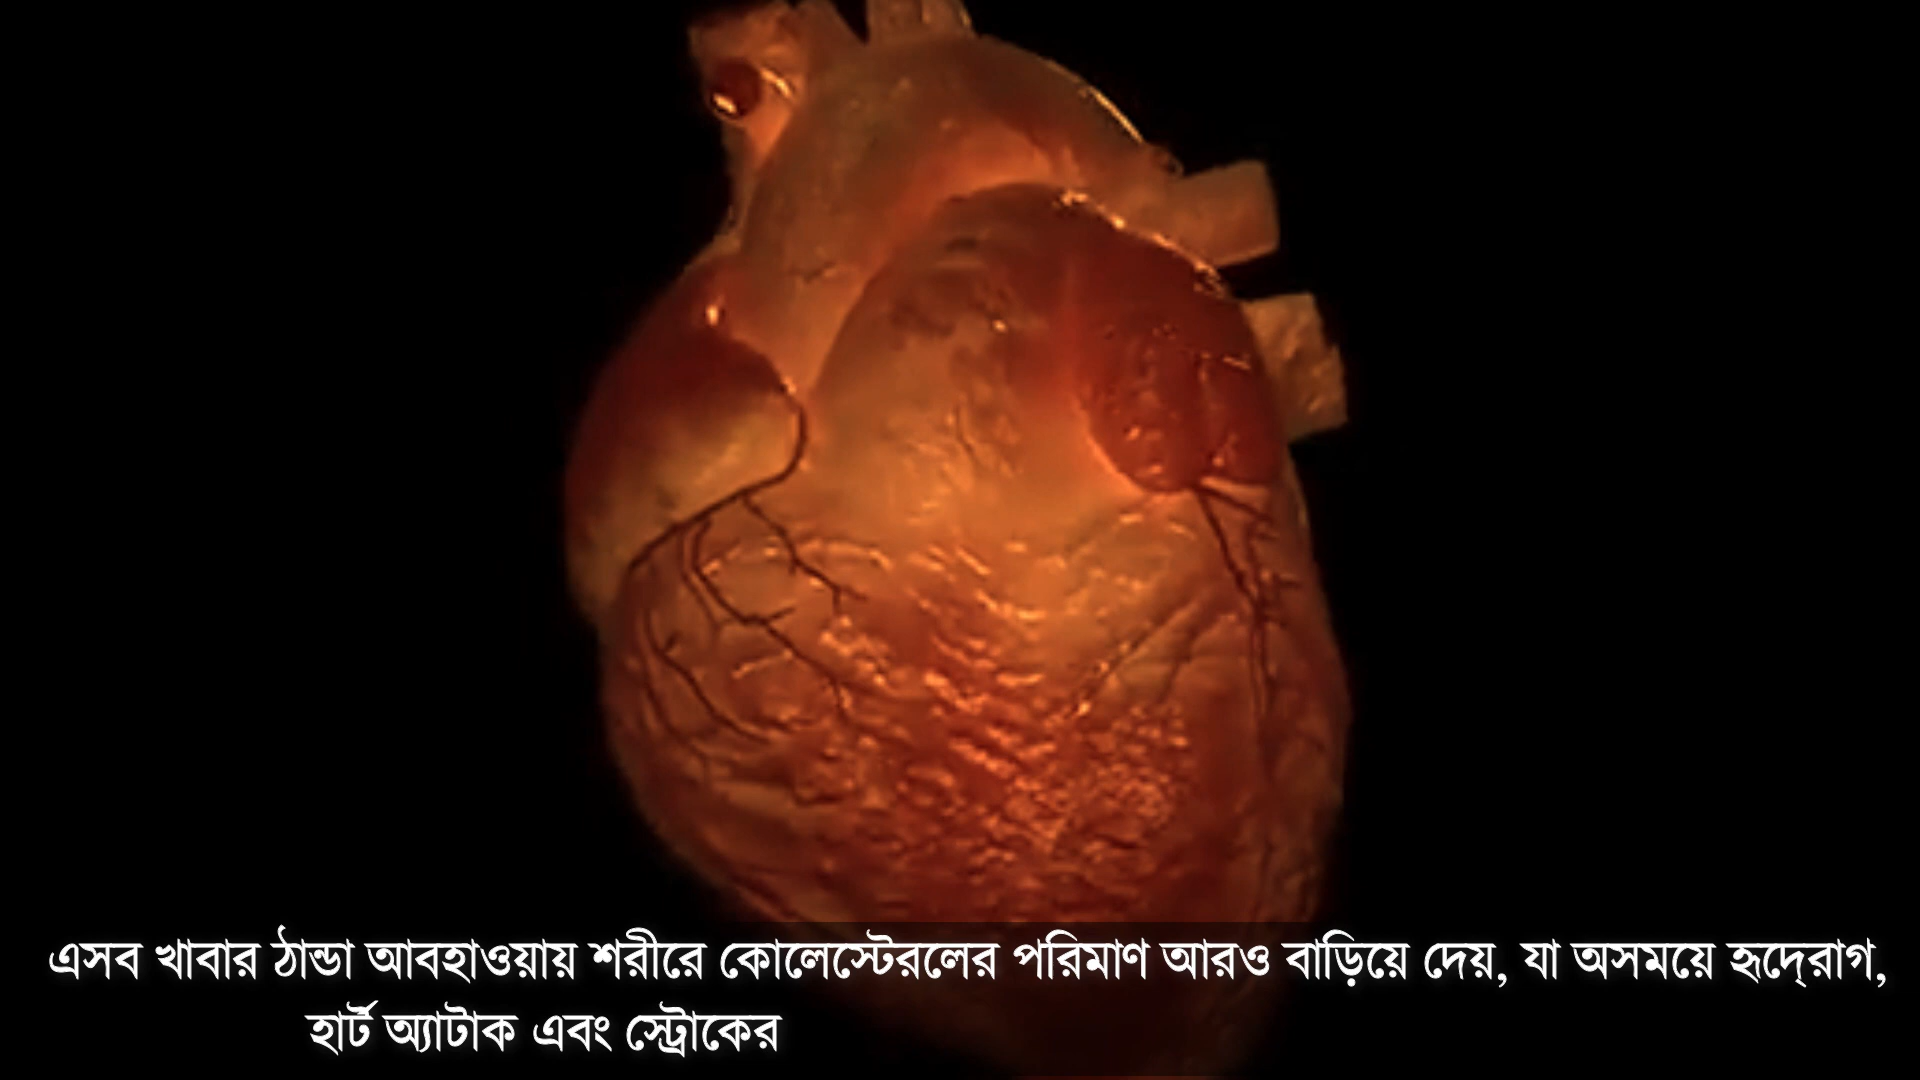 এসব খাবার ঠান্ডা আবহাওয়ায় শরীরে কোলেস্টেরলের পরিমাণ আরও বাড়িয়ে দেয়, যা অসময়ে হৃদ্‌রোগ,
হার্ট অ্যাটাক এবং স্ট্রোকের